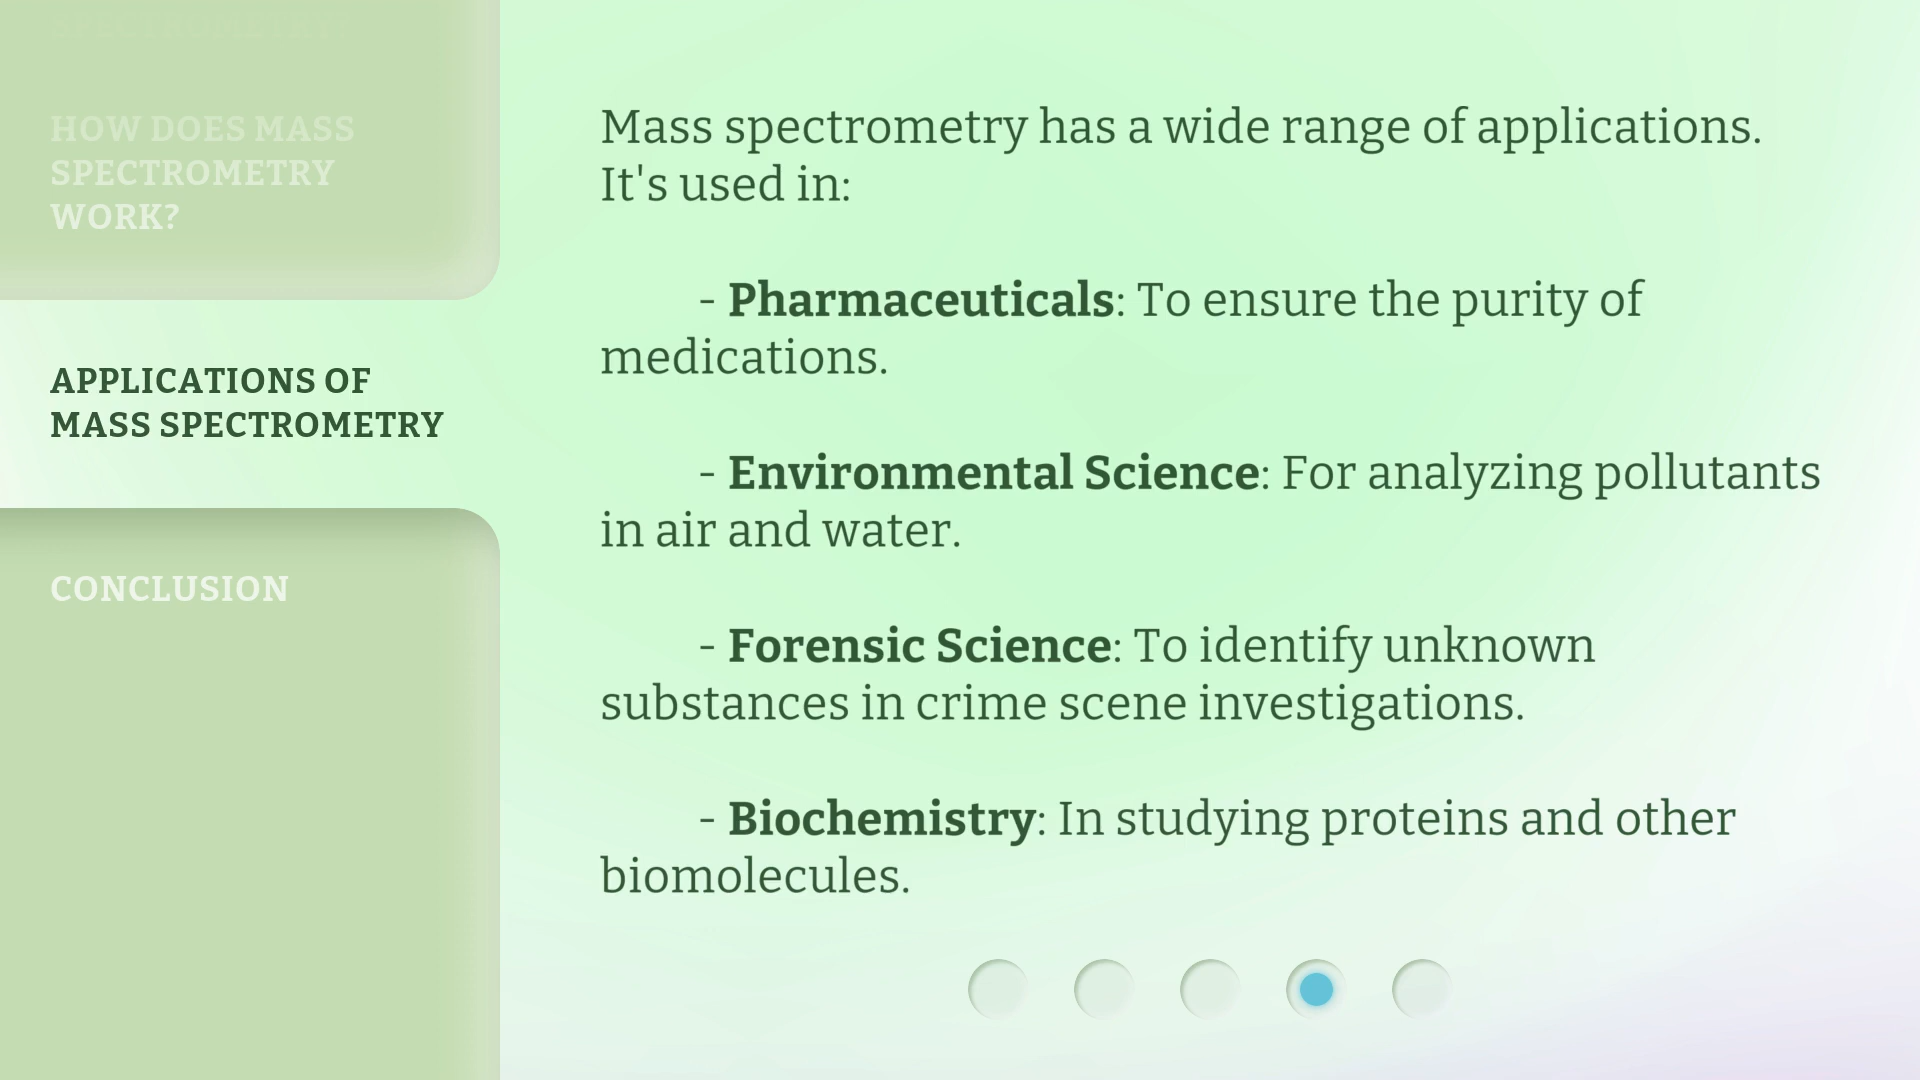 SPECTROMETRY?
HOW DOES MASS
SPECTROMETRY
WORK?
APPLICATIONS OF
MASS SPECTROMETRY
CONCLUSION
Mass spectrometry has a wide range of applications.
It's used in:
- Pharmaceuticals: To ensure the purity of
medications.
- Environmental Science: For analyzing pollutants
in air and water.
- Forensic Science: To identify unknown
substances in crime scene investigations.
- Biochemistry: In studying proteins and other
biomolecules.